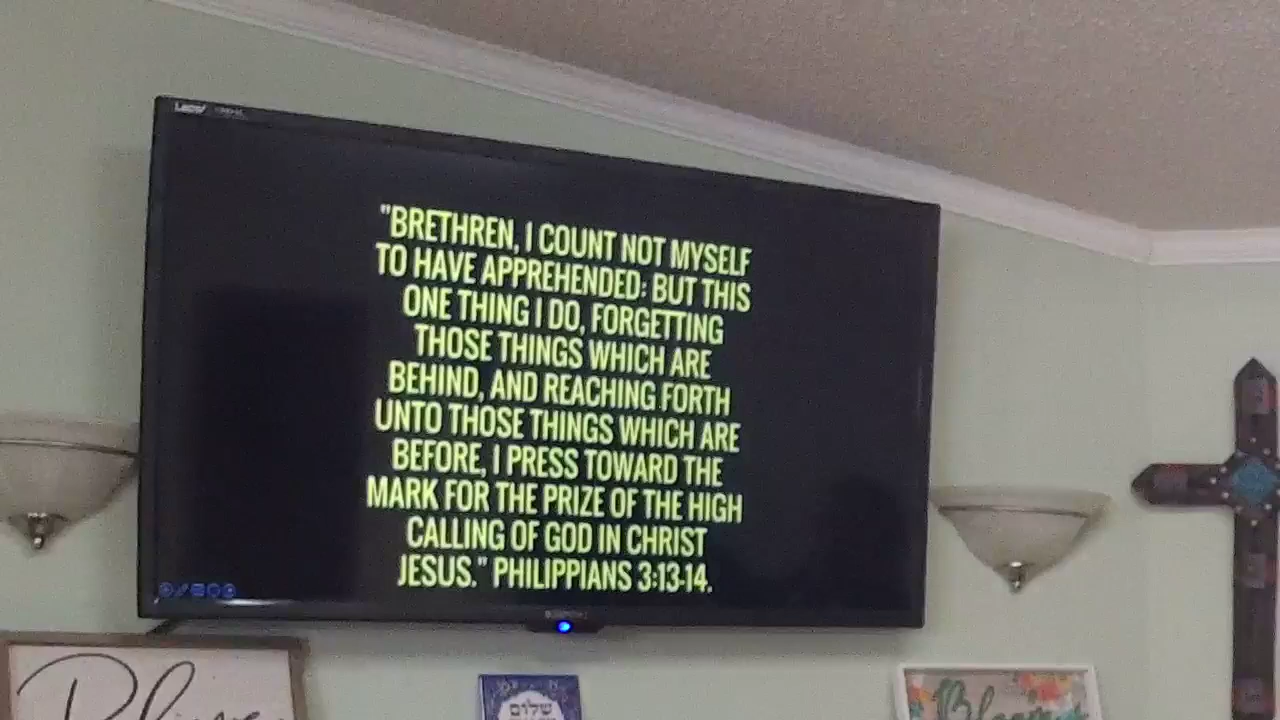 "BRETHREN, I COUNT NOT MYSELF
TO HAVE APPREHENDED: BUT THIS
ONE THING I DO, FORGETTING
THOSE THINGS WHICH ARE
BEHIND, AND REACHING FORTH
UNTO THOSE THINGS WHICH ARE
BEFORE, I PRESS TOWARD THE
MARK FOR THE PRIZE OF THE HIGH
CALLING OF GOD IN CHRIST
JESUS." PHILIPPIANS 3:13-14.
שלום